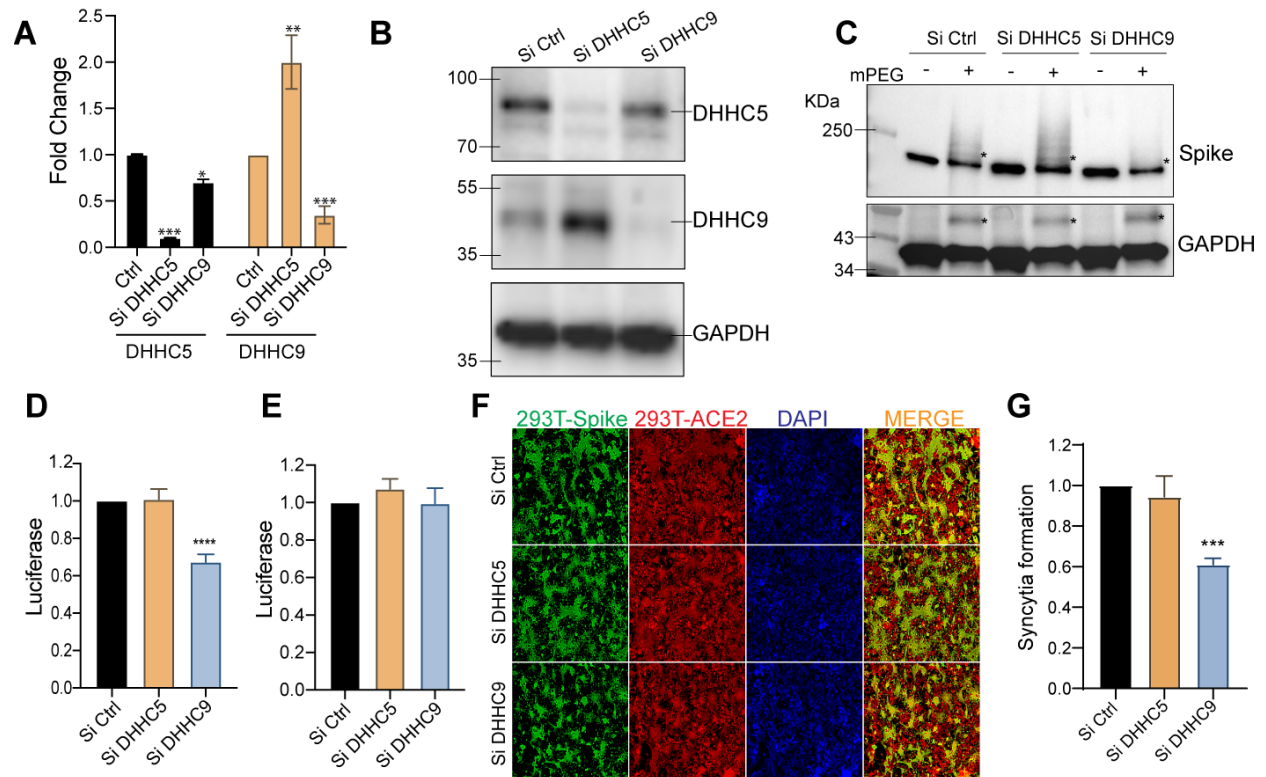 A
Fold Change
2.5
2.0
1.5
1.0
0.5
0.0
***
*
**
***
Ctrl
Si DHHC5
Si DHHC9
Ctrl
Si DHHC5
Si DHHC9
DHHC5
DHHC9
B
Si Ctrl
Si DHHC5
Si DHHC9
100
70
DHHC5
55
35
DHHC9
35
GAPDH
C
Si Ctrl
Si DHHC5
Si DHHC9
mPEG - + - + - +
KDa
250
* * *
Spike
43
34
* * *
GAPDH
D
Luciferase
1.2
1.0
0.8
0.6
0.4
0.2
0.0
****
Si Ctrl
Si DHHC5
Si DHHC9
E
Luciferase
1.2
1.0
0.8
0.6
0.4
0.2
0.0
Si Ctrl
Si DHHC5
Si DHHC9
F
293T-Spike 293T-ACE2 DAPI MERGE
Si Ctrl
Si DHHC5
Si DHHC9
G
Syncytia formation
1.2
1.0
0.8
0.6
0.4
0.2
0.0
***
Si Ctrl
Si DHHC5
Si DHHC9